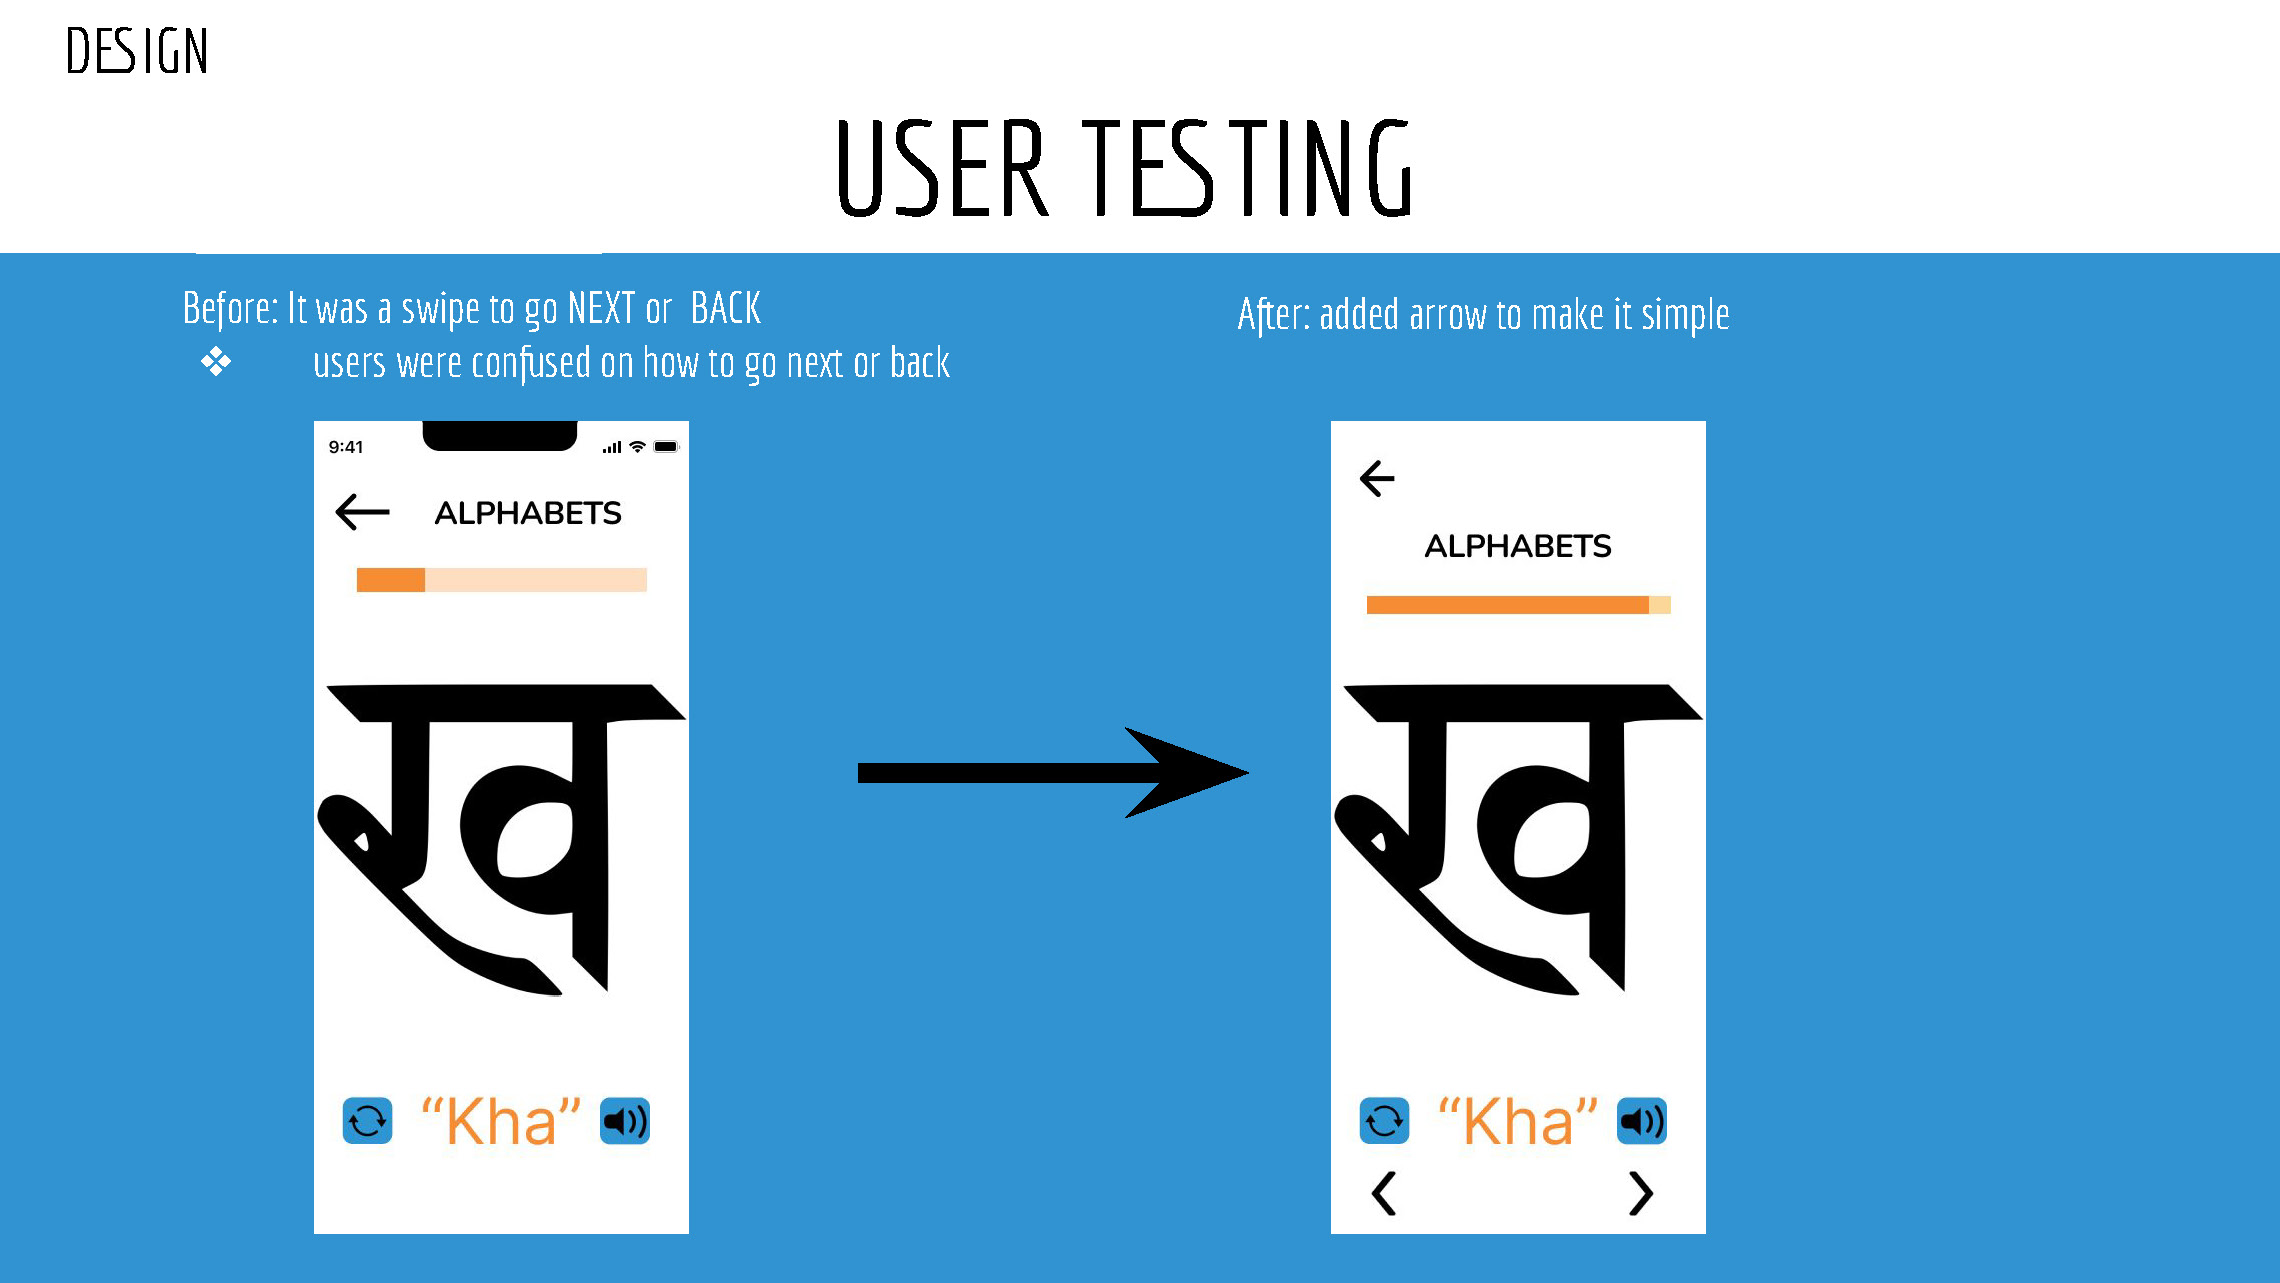 DESIGN
USER TESTING
Before: It was a swipe to go NEXT or BACK
❖ users were confused on how to go next or back
9:41
ALPHABETS
ख
“Kha”
After: added arrow to make it simple
ALPHABETS
ख
“Kha”